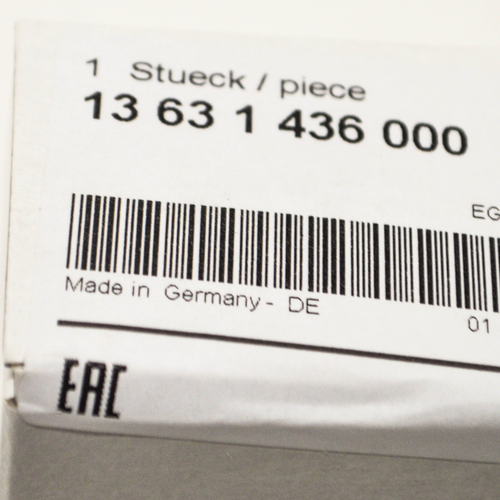 1 Stueck / piece
13 63 1 436 000
EG
Made in Germany - DE
01
EAC